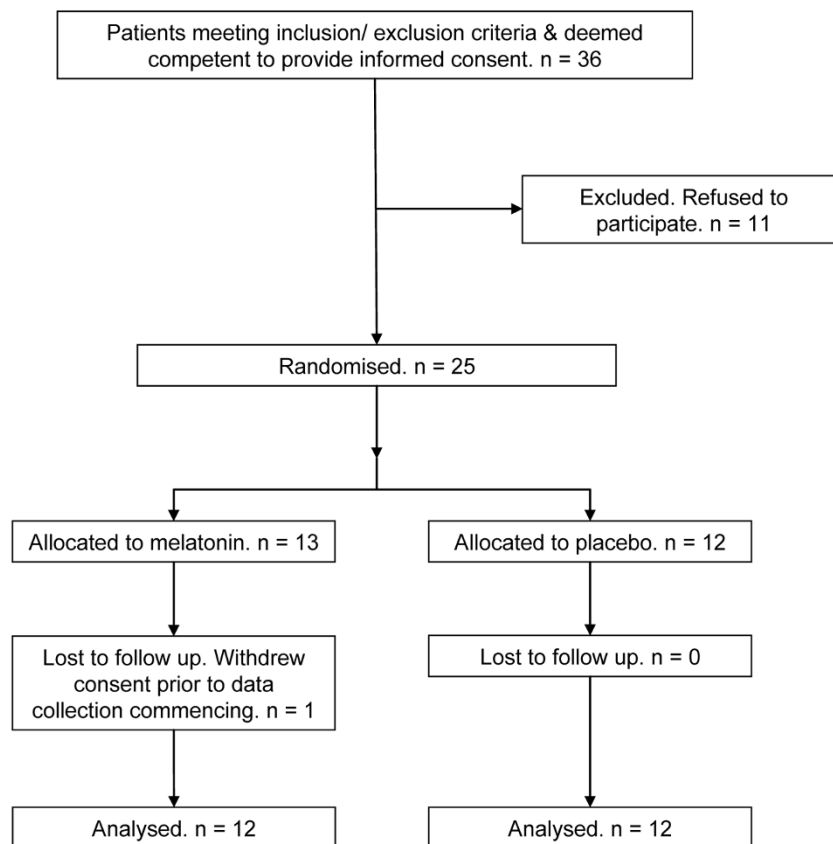 Patients meeting inclusion/ exclusion criteria & deemed
competent to provide informed consent. n = 36
Excluded. Refused to
participate. n = 11
Randomised. n = 25
Allocated to melatonin. n = 13
Allocated to placebo. n = 12
Lost to follow up. Withdrew
consent prior to data
collection commencing. n = 1
Lost to follow up. n = 0
Analysed. n = 12
Analysed. n = 12